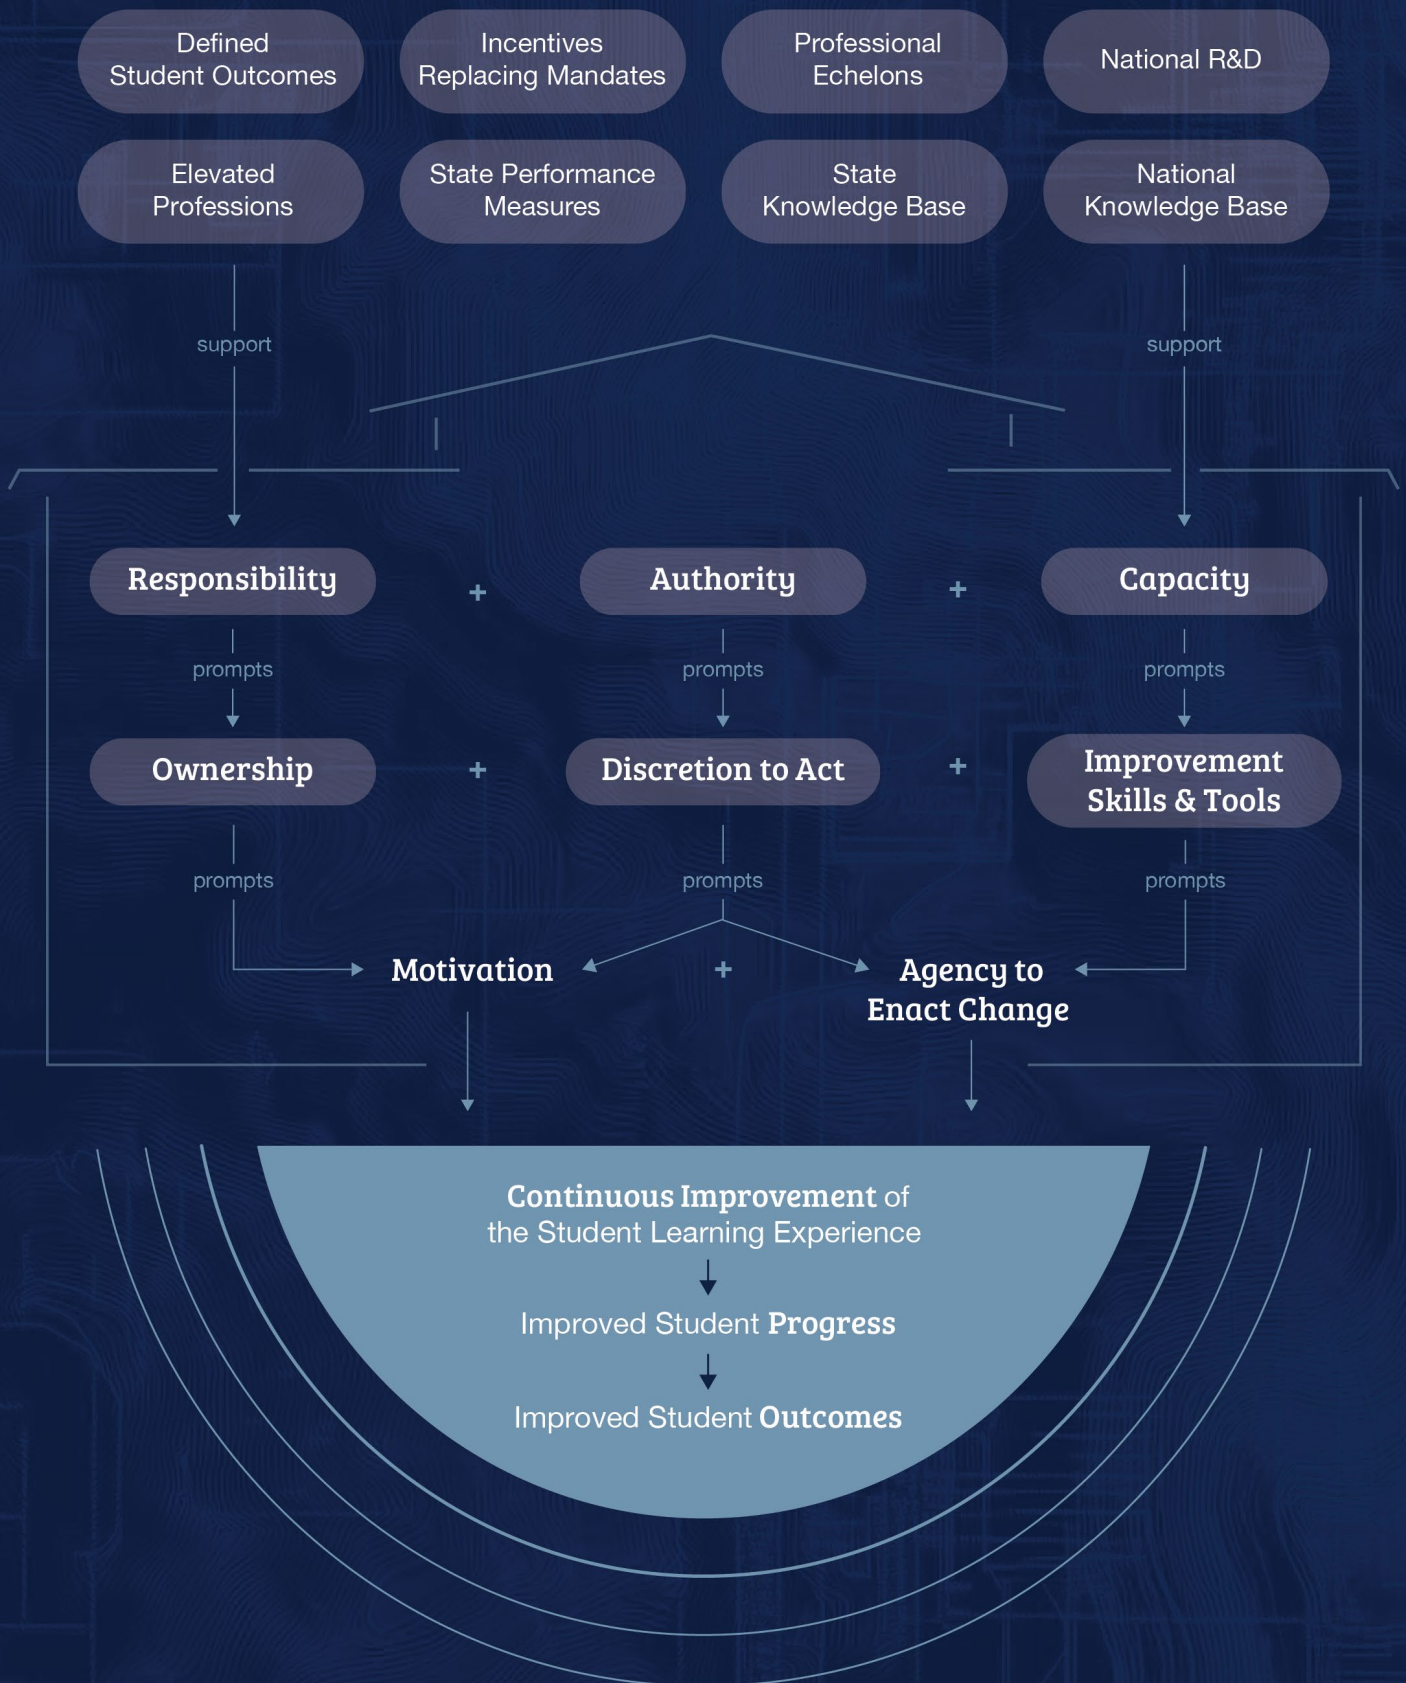 Defined
Student Outcomes
Incentives
Replacing Mandates
Professional
Echelons
National R&D
Elevated
Professions
State Performance
Measures
State
Knowledge Base
National
Knowledge Base
support
support
Responsibility
+
Authority
+
Capacity
prompts
prompts
prompts
Ownership
+
Discretion to Act
+
Improvement
Skills & Tools
prompts
prompts
prompts
Motivation
+
Agency to
Enact Change
Continuous Improvement of
the Student Learning Experience
Improved Student Progress
Improved Student Outcomes